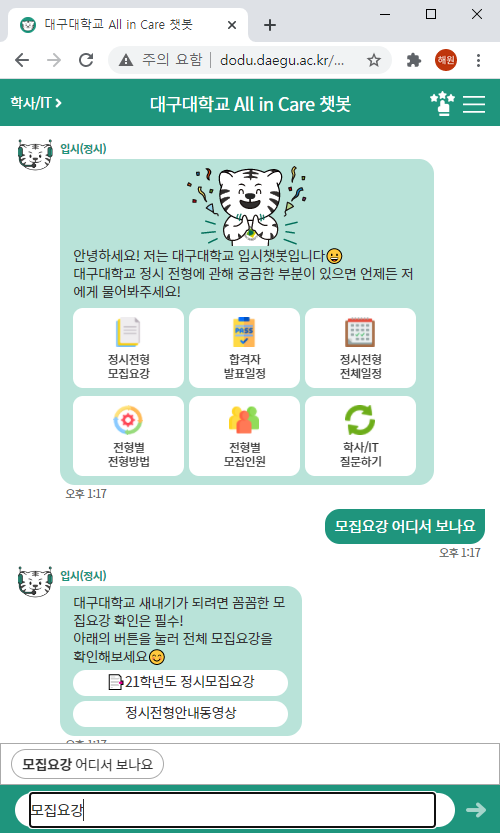 대구대학교 All in Care 챗봇
주의 요함 | dodu.daegu.ac.kr/...
해원
학사/IT
대구대학교 All in Care 챗봇
입시(정시)
안녕하세요! 저는 대구대학교 입시챗봇입니다😀
대구대학교 정시 전형에 관해 궁금한 부분이 있으면 언제든 저
에게 물어봐주세요!
정시전형
모집요강
PASS
합격자
발표일정
정시전형
전체일정
전형별
전형방법
전형별
모집인원
학사/IT
질문하기
오후 1:17
모집요강 어디서 보나요
오후 1:17
입시(정시)
대구대학교 새내기가 되려면 꼼꼼한 모
집요강 확인은 필수!
아래의 버튼을 눌러 전체 모집요강을
확인해보세요😊
21학년도 정시모집요강
정시전형안내동영상
오후 1:17
모집요강 어디서 보나요
모집요강